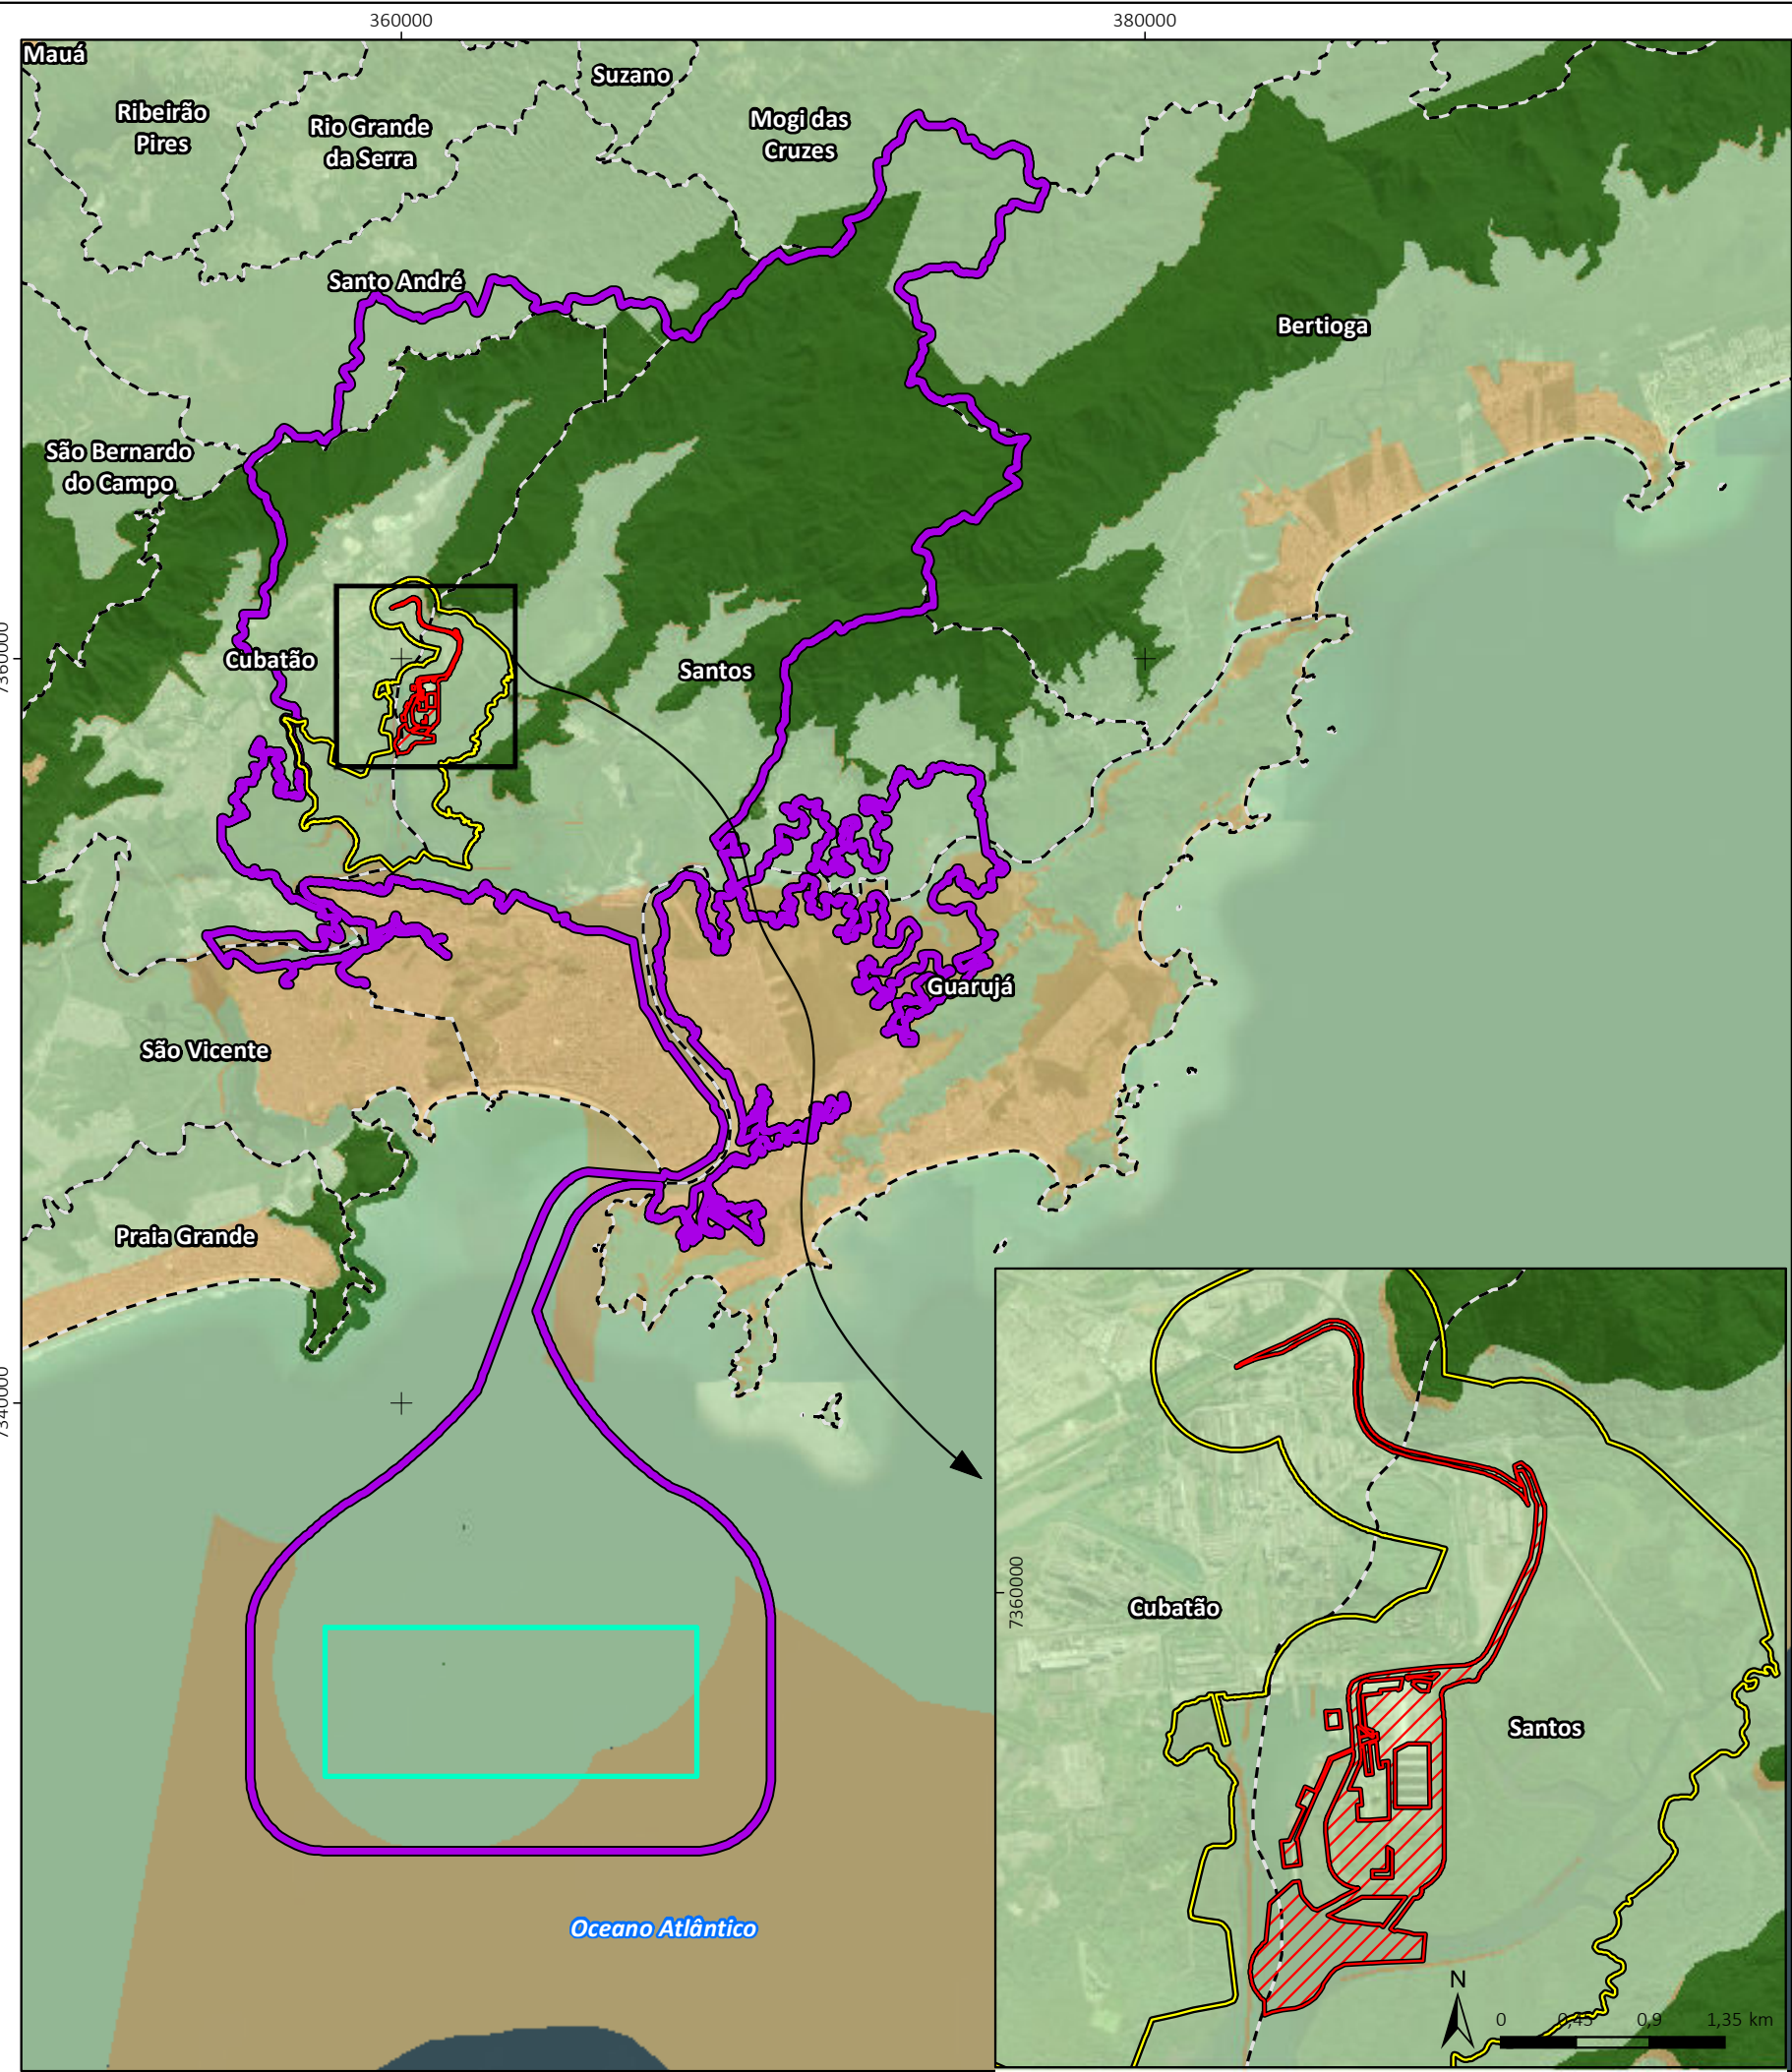 360000
380000
Mauá
Suzano
Ribeirão
Pires
Rio Grande
da Serra
Mogi das
Cruzes
Santo André
Bertioga
São Bernardo
do Campo
7360000
Cubatão
Santos
Guarujá
São Vicente
Praia Grande
7340000
Oceano Atlântico
7360000
Cubatão
Santos
N
0 0,45 0,9 1,35 km